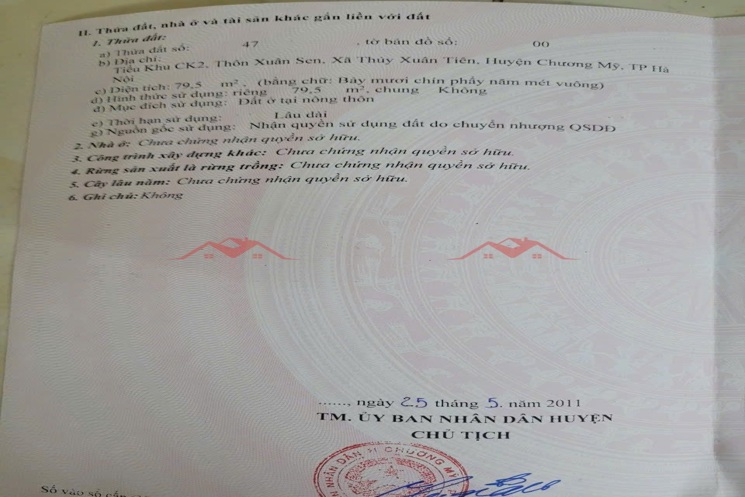 II. Thửa đất, nhà ở và tài sản khác gắn liền với đất
1. Thửa đất:
a) Thửa đất số: 47 , tờ bản đồ số: 00
b) Địa chỉ:
Tiểu Khu CK2, Thôn Xuân Sen, Xã Thủy Xuân Tiên, Huyện Chương Mỹ, TP Hà
Nội
c) Diện tích: 79,5 m², (bằng chữ: Bảy mươi chín phẩy năm mét vuông)
d) Hình thức sử dụng: riêng 79,5 m², chung Không
đ) Mục đích sử dụng: Đất ở tại nông thôn
e) Thời hạn sử dụng: Lâu dài
g) Nguồn gốc sử dụng: Nhận quyền sử dụng đất do chuyển nhượng QSDĐ
2. Nhà ở: Chưa chứng nhận quyền sở hữu.
3. Công trình xây dựng khác: Chưa chứng nhận quyền sở hữu.
4. Rừng sản xuất là rừng trồng: Chưa chứng nhận quyền sở hữu.
5. Cây lâu năm: Chưa chứng nhận quyền sở hữu.
6. Ghi chú: Không
......, ngày 25 tháng 5. năm 2011
TM. ỦY BAN NHÂN DÂN HUYỆN
CHỦ TỊCH
NHÂN DÂN H CHƯƠNG MỸ
Số vào sổ cấp